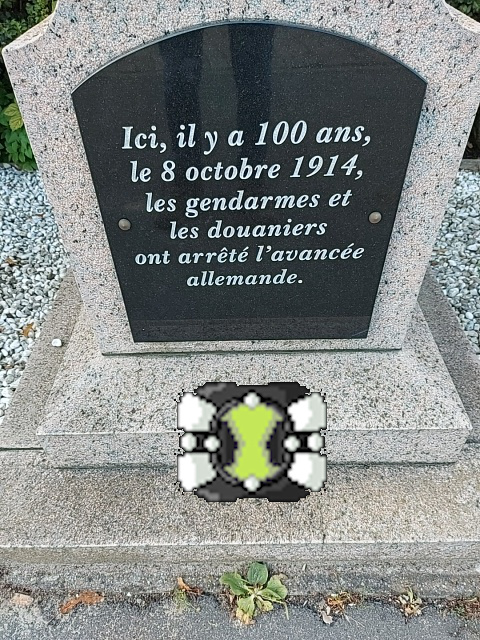 Ici, il y a 100 ans,
le 8 octobre 1914,
les gendarmes et
les douaniers
ont arrêté l'avancée
allemande.